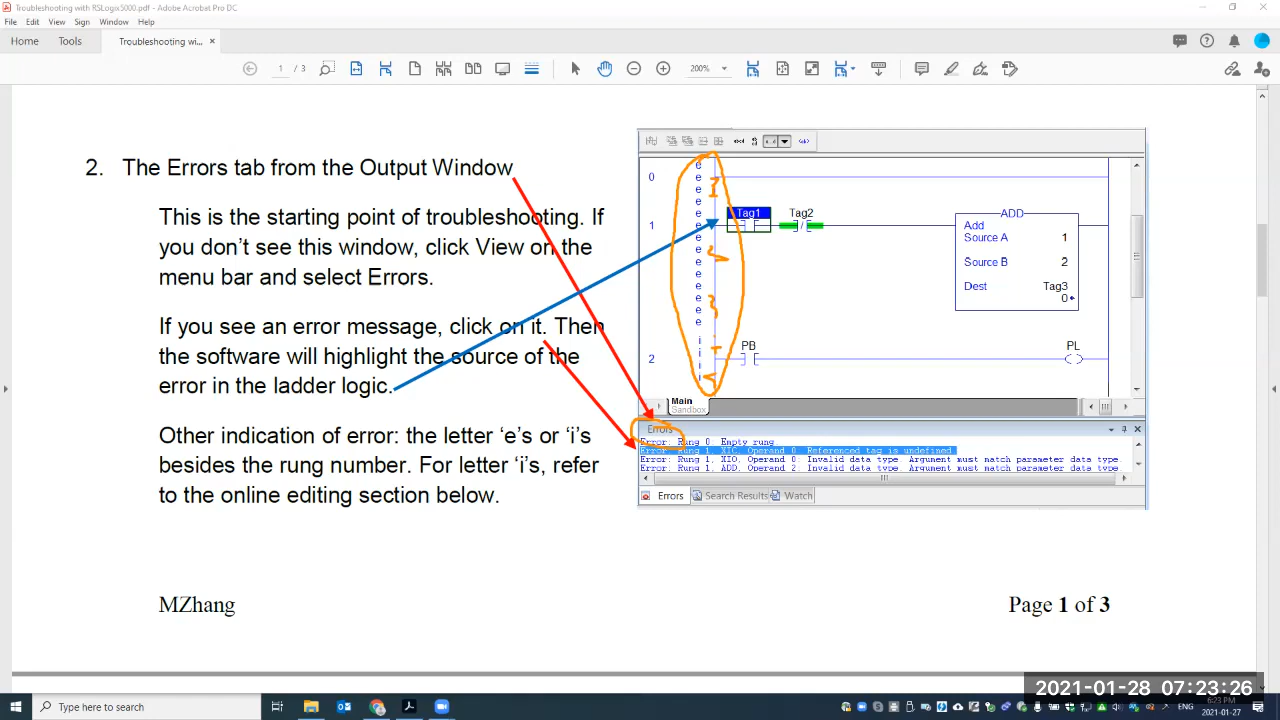 Troubleshooting with RSLogix5000.pdf - Adobe Acrobat Pro DC
File Edit View Sign Window Help
Home Tools Troubleshooting wi... ×
1 / 3 200%
2. The Errors tab from the Output Window
This is the starting point of troubleshooting. If
you don't see this window, click View on the
menu bar and select Errors.
If you see an error message, click on it. Then
the software will highlight the source of the
error in the ladder logic.
Other indication of error: the letter 'e's or 'i's
besides the rung number. For letter 'i's, refer
to the online editing section below.
0
e
e
e
e
e
e
e
e
e
e
e
e
e
e
i
i
i
i
1
Tag1 Tag2
ADD
Add
Source A 1
Source B 2
Dest Tag3
0
2
PB PL
Main
Sandbox
Errors
Error: Rung 0. Empty rung.
Error: Rung 1, XIC, Operand 0: Referenced tag is undefined
Error: Rung 1, XIO, Operand 0: Invalid data type. Argument must match parameter data type.
Error: Rung 1, ADD, Operand 2: Invalid data type. Argument must match parameter data type.
Errors Search Results Watch
MZhang Page 1 of 3
2021-01-28 07:23:26
Type here to search
ENG
6:23 PM
2021-01-27